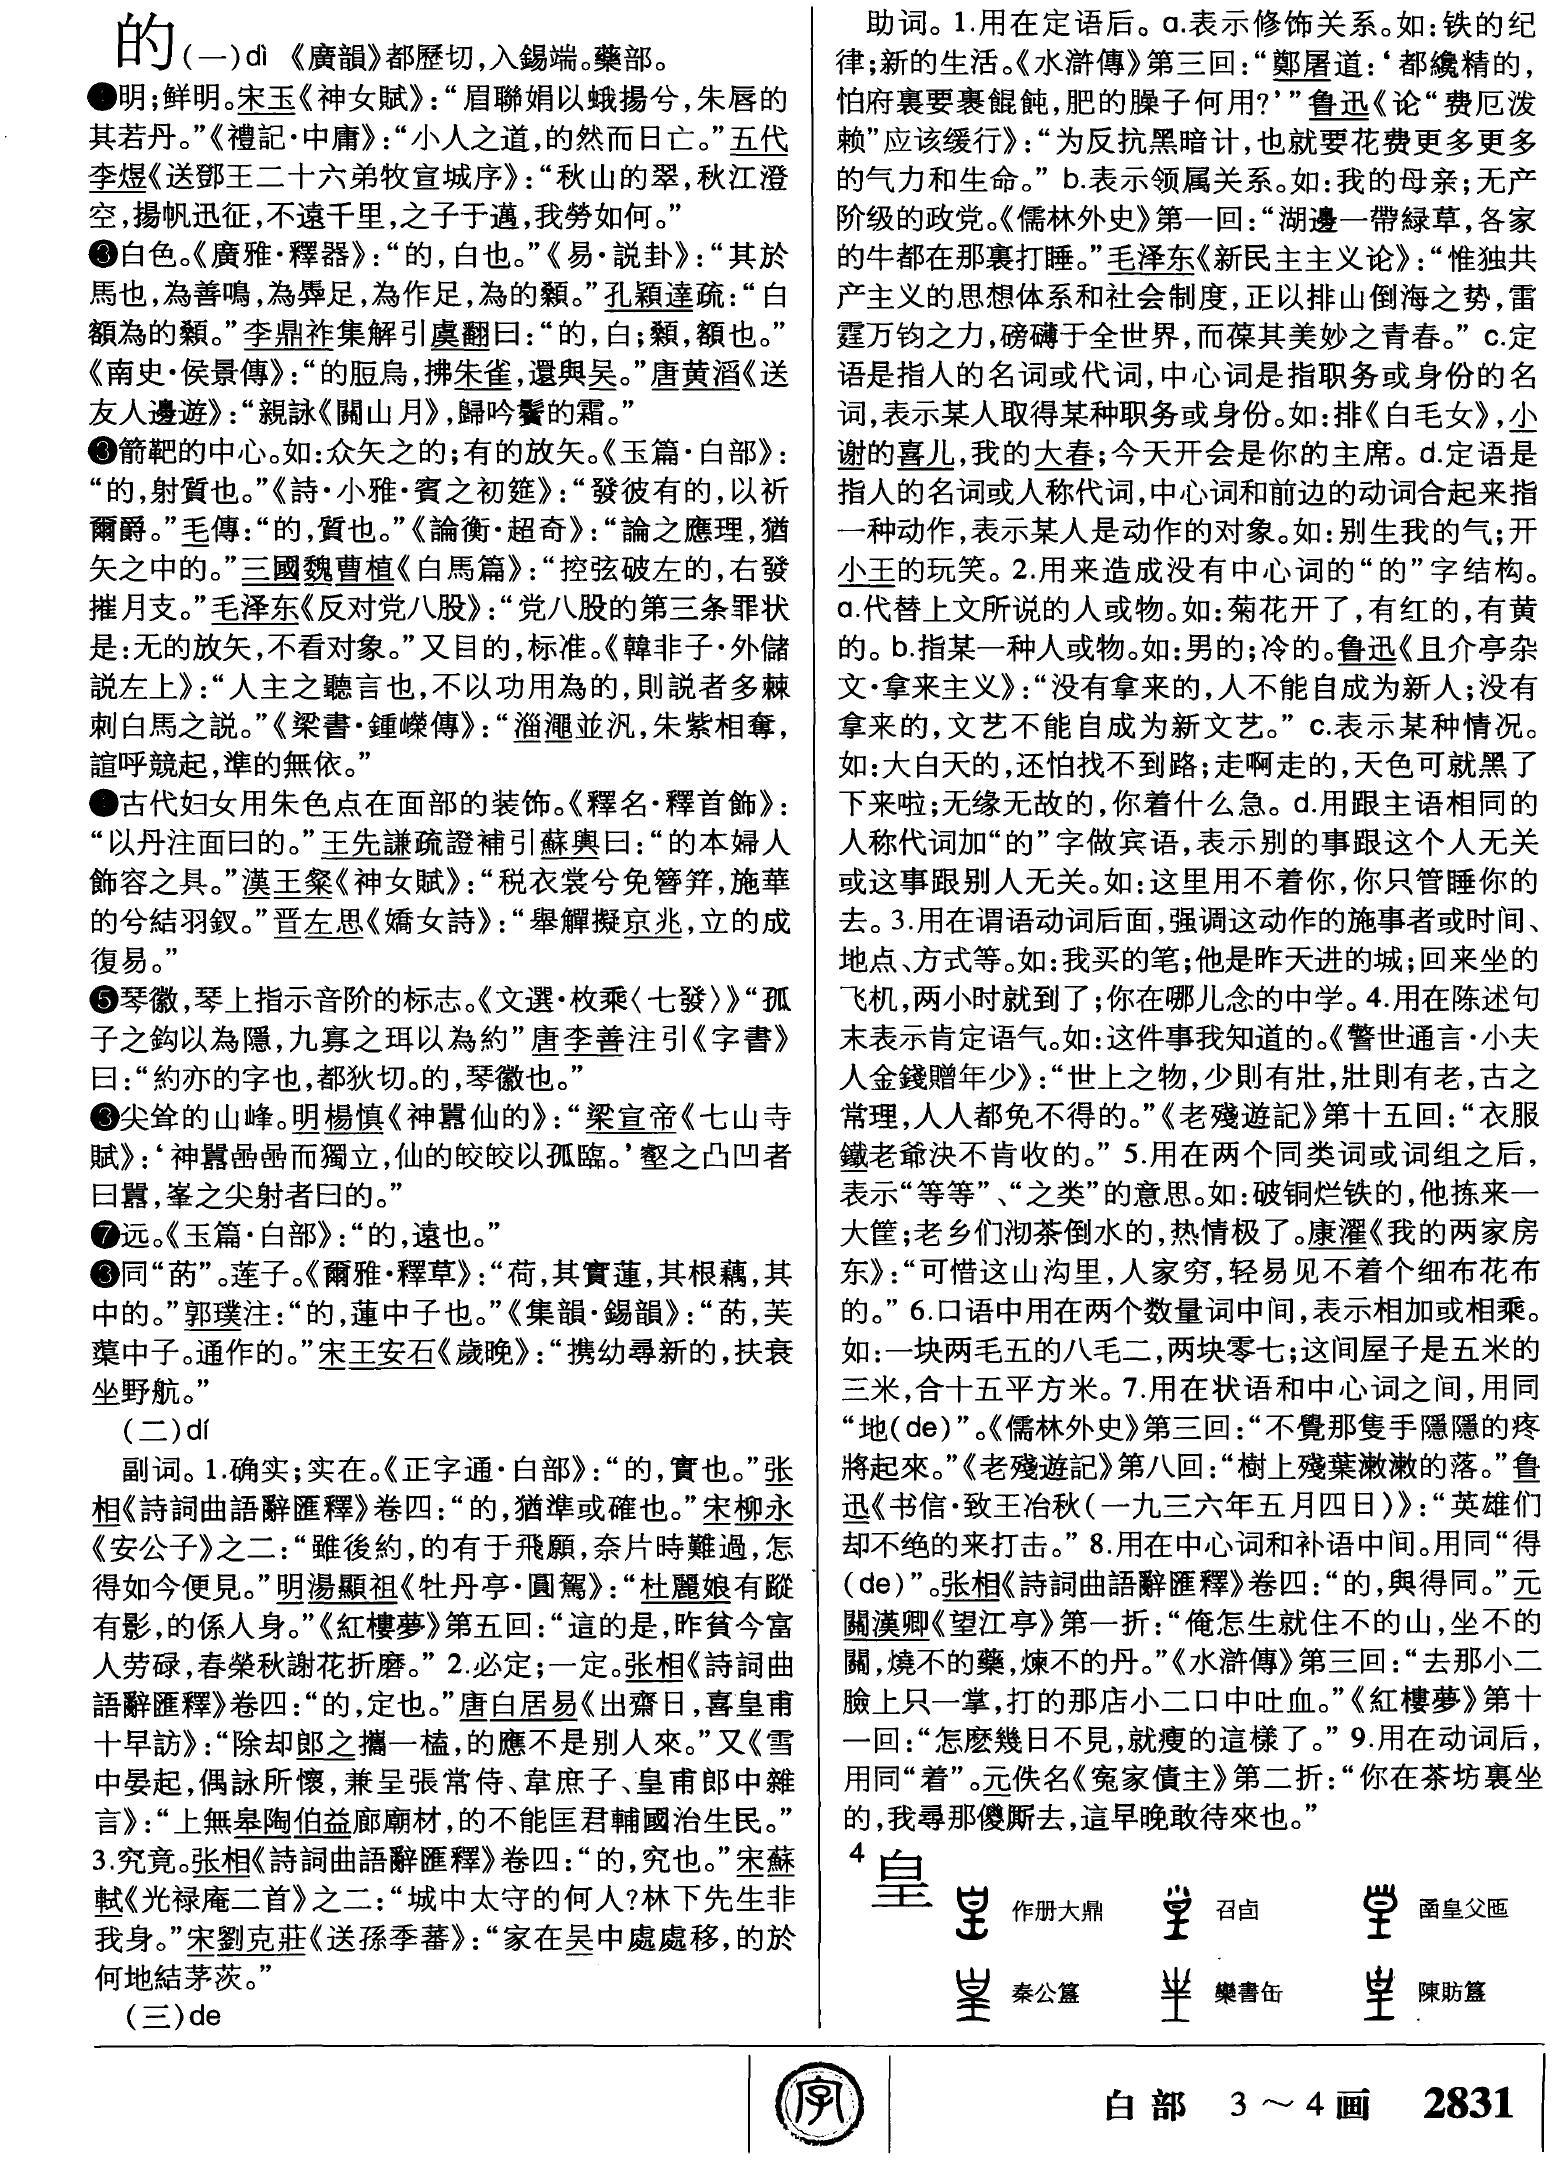 的(一)dì 《廣韻》都歷切，入錫端。藥部。
❶明；鲜明。宋玉《神女賦》：“眉聯娟以蛾揚兮，朱唇的
其若丹。”《禮記·中庸》：“小人之道，的然而日亡。”五代
李煜《送鄧王二十六弟牧宣城序》：“秋山的翠，秋江澄
空，揚帆迅征，不遠千里，之子于邁，我勞如何。”
❸白色。《廣雅·釋器》：“的，白也。”《易·説卦》：“其於
馬也，為善鳴，為馵足，為作足，為的顙。”孔穎達疏：“白
額為的顙。”李鼎祚集解引虞翻曰：“的，白；顙，額也。”
《南史·侯景傳》：“的脰烏，拂朱雀，還與吴。”唐黄滔《送
友人邊遊》：“親詠《關山月》，歸吟鬢的霜。”
❸箭靶的中心。如：众矢之的；有的放矢。《玉篇·白部》：
“的，射質也。”《詩·小雅·賓之初筵》：“發彼有的，以祈
爾爵。”毛傳：“的，質也。”《論衡·超奇》：“論之應理，猶
矢之中的。”三國魏曹植《白馬篇》：“控弦破左的，右發
摧月支。”毛泽东《反对党八股》：“党八股的第三条罪状
是：无的放矢，不看对象。”又目的，标准。《韓非子·外儲
説左上》：“人主之聽言也，不以功用為的，則説者多棘
刺白馬之説。”《梁書·鍾嶸傳》：“淄澠並汎，朱紫相奪，
諠呼競起，準的無依。”
古代妇女用朱色点在面部的装饰。《釋名·釋首飾》：
“以丹注面曰的。”王先謙疏證補引蘇輿曰：“的本婦人
飾容之具。”漢王粲《神女賦》：“税衣裳兮免簪笄，施華
的兮結羽釵。”晋左思《嬌女詩》：“舉觶擬京兆，立的成
復易。”
❺琴徽，琴上指示音阶的标志。《文選·枚乘〈七發〉》“孤
子之鈎以為隱，九寡之珥以為約”唐李善注引《字書》
曰：“約亦的字也，都狄切。的，琴徽也。”
❸尖耸的山峰。明楊慎《神囂仙的》：“梁宣帝《七山寺
賦》：‘神囂嵒嵒而獨立，仙的皎皎以孤臨。’壑之凸凹者
曰囂，峯之尖射者曰的。”
❼远。《玉篇·白部》：“的，遠也。”
❸同“菂”。莲子。《爾雅·釋草》：“荷，其實蓮，其根藕，其
中的。”郭璞注：“的，蓮中子也。”《集韻·錫韻》：“菂，芙
蕖中子。通作的。”宋王安石《歲晚》：“携幼尋新的，扶衰
坐野航。”
(二)dí
副词。1.确实；实在。《正字通·白部》：“的，實也。”张
相《詩詞曲語辭匯釋》卷四：“的，猶準或確也。”宋柳永
《安公子》之二：“雖後約，的有于飛願，奈片時難過，怎
得如今便見。”明湯顯祖《牡丹亭·圓駕》：“杜麗娘有蹤
有影，的係人身。”《紅樓夢》第五回：“這的是，昨貧今富
人劳碌，春榮秋謝花折磨。”2.必定；一定。张相《詩詞曲
語辭匯釋》卷四：“的，定也。”唐白居易《出齋日，喜皇甫
十早訪》：“除却郎之攜一榼，的應不是别人來。”又《雪
中晏起，偶詠所懷，兼呈張常侍、韋庶子、皇甫郎中雜
言》：“上無皋陶伯益廊廟材，的不能匡君輔國治生民。”
3.究竟。张相《詩詞曲語辭匯釋》卷四：“的，究也。”宋蘇
軾《光禄庵二首》之二：“城中太守的何人？林下先生非
我身。”宋劉克莊《送孫季蕃》：“家在吴中處處移，的於
何地結茅茨。”
(三)de
助词。1.用在定语后。a.表示修饰关系。如：铁的纪
律；新的生活。《水滸傳》第三回：“鄭屠道：‘都纔精的，
怕府裏要裹餛飩，肥的臊子何用？’”鲁迅《论“费厄泼
赖”应该缓行》：“为反抗黑暗计，也就要花费更多更多
的气力和生命。”b.表示领属关系。如：我的母亲；无产
阶级的政党。《儒林外史》第一回：“湖邊一帶緑草，各家
的牛都在那裏打睡。”毛泽东《新民主主义论》：“惟独共
产主义的思想体系和社会制度，正以排山倒海之势，雷
霆万钧之力，磅礴于全世界，而葆其美妙之青春。”c.定
语是指人的名词或代词，中心词是指职务或身份的名
词，表示某人取得某种职务或身份。如：排《白毛女》，小
谢的喜儿，我的大春；今天开会是你的主席。d.定语是
指人的名词或人称代词，中心词和前边的动词合起来指
一种动作，表示某人是动作的对象。如：别生我的气；开
小王的玩笑。2.用来造成没有中心词的“的”字结构。
a.代替上文所说的人或物。如：菊花开了，有红的，有黄
的。b.指某一种人或物。如：男的；冷的。鲁迅《且介亭杂
文·拿来主义》：“没有拿来的，人不能自成为新人；没有
拿来的，文艺不能自成为新文艺。”c.表示某种情况。
如：大白天的，还怕找不到路；走啊走的，天色可就黑了
下来啦；无缘无故的，你着什么急。d.用跟主语相同的
人称代词加“的”字做宾语，表示别的事跟这个人无关
或这事跟别人无关。如：这里用不着你，你只管睡你的
去。3.用在谓语动词后面，强调这动作的施事者或时间、
地点、方式等。如：我买的笔；他是昨天进的城；回来坐的
飞机，两小时就到了；你在哪儿念的中学。4.用在陈述句
末表示肯定语气。如：这件事我知道的。《警世通言·小夫
人金錢贈年少》：“世上之物，少則有壯，壯則有老，古之
常理，人人都免不得的。”《老殘遊記》第十五回：“衣服
鐵老爺決不肯收的。”5.用在两个同类词或词组之后，
表示“等等”、“之类”的意思。如：破铜烂铁的，他拣来一
大筐；老乡们沏茶倒水的，热情极了。康濯《我的两家房
东》：“可惜这山沟里，人家穷，轻易见不着个细布花布
的。”6.口语中用在两个数量词中间，表示相加或相乘。
如：一块两毛五的八毛二，两块零七；这间屋子是五米的
三米，合十五平方米。7.用在状语和中心词之间，用同
“地(de)”。《儒林外史》第三回：“不覺那隻手隱隱的疼
將起來。”《老殘遊記》第八回：“樹上殘葉漱漱的落。”鲁
迅《书信·致王冶秋(一九三六年五月四日)》：“英雄们
却不绝的来打击。”8.用在中心词和补语中间。用同“得
(de)”。张相《詩詞曲語辭匯釋》卷四：“的，與得同。”元
關漢卿《望江亭》第一折：“俺怎生就住不的山，坐不的
關，燒不的藥，煉不的丹。”《水滸傳》第三回：“去那小二
臉上只一掌，打的那店小二口中吐血。”《紅樓夢》第十
一回：“怎麽幾日不見，就瘦的這樣了。”9.用在动词后，
用同“着”。元佚名《冤家債主》第二折：“你在茶坊裏坐
的，我尋那傻厮去，這早晚敢待來也。”
4 皇 作册大鼎 召卣 圅皇父匜
秦公簋 欒書缶 陳肪簋
字
白部 3～4画 2831